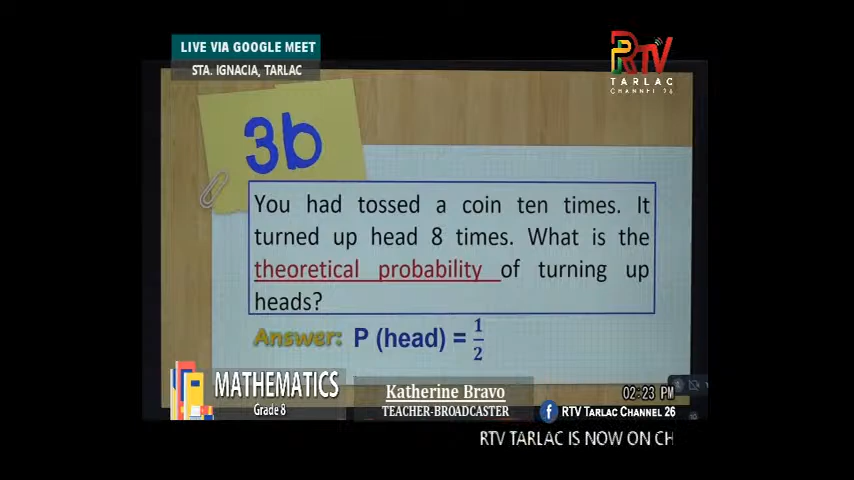 LIVE VIA GOOGLE MEET
STA. IGNACIA, TARLAC
RTV
TARLAC
CHANNEL 26
3b
You had tossed a coin ten times. It
turned up head 8 times. What is the
theoretical probability of turning up
heads?
Answer: P (head) = 1/2
MATHEMATICS
Grade 8
Katherine Bravo
TEACHER-BROADCASTER
02:23 PM
RTV TARLAC CHANNEL 26
RTV TARLAC IS NOW ON CH